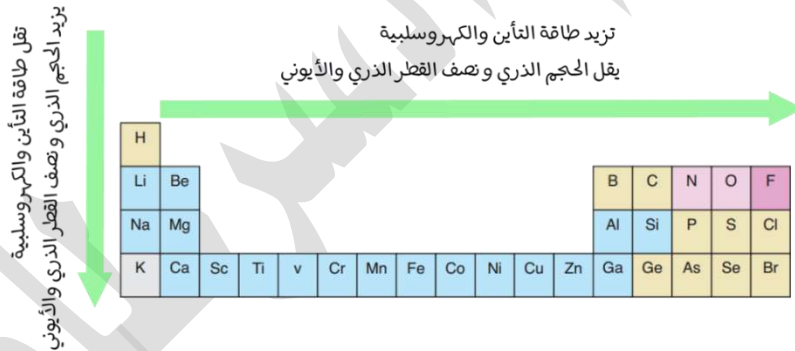 تزيد طاقة التأين والكهروسلبية
يقل الحجم الذري ونصف القطر الذري والأيوني
تقل طاقة التأين والكهروسلبية
يزيد الحجم الذري ونصف القطر الذري والأيوني
H
Li Be B C N O F
Na Mg Al Si P S Cl
K Ca Sc Ti v Cr Mn Fe Co Ni Cu Zn Ga Ge As Se Br